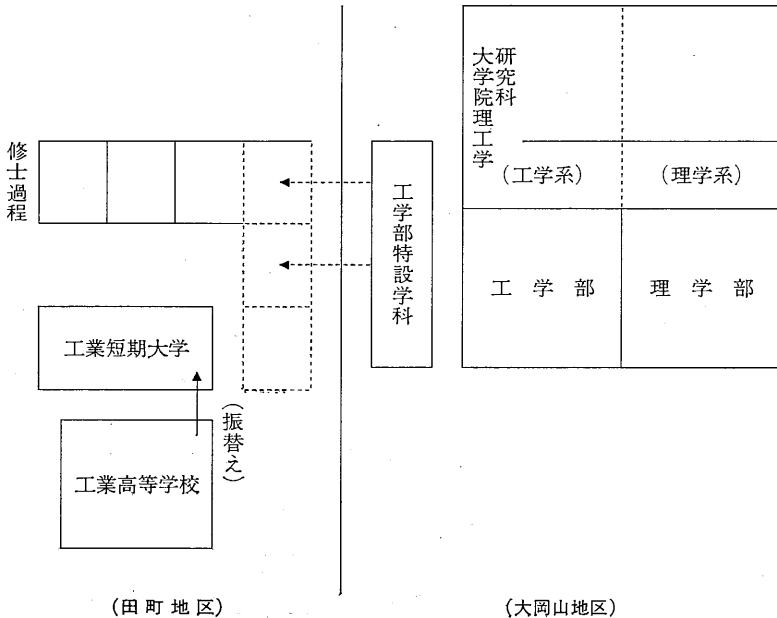 修士過程
工業短期大学
(振替え)
工業高等学校
(田町地区)
工学部特設学科
大学院理工学
研究科
(工学系)
(理学系)
工学部
理学部
(大岡山地区)